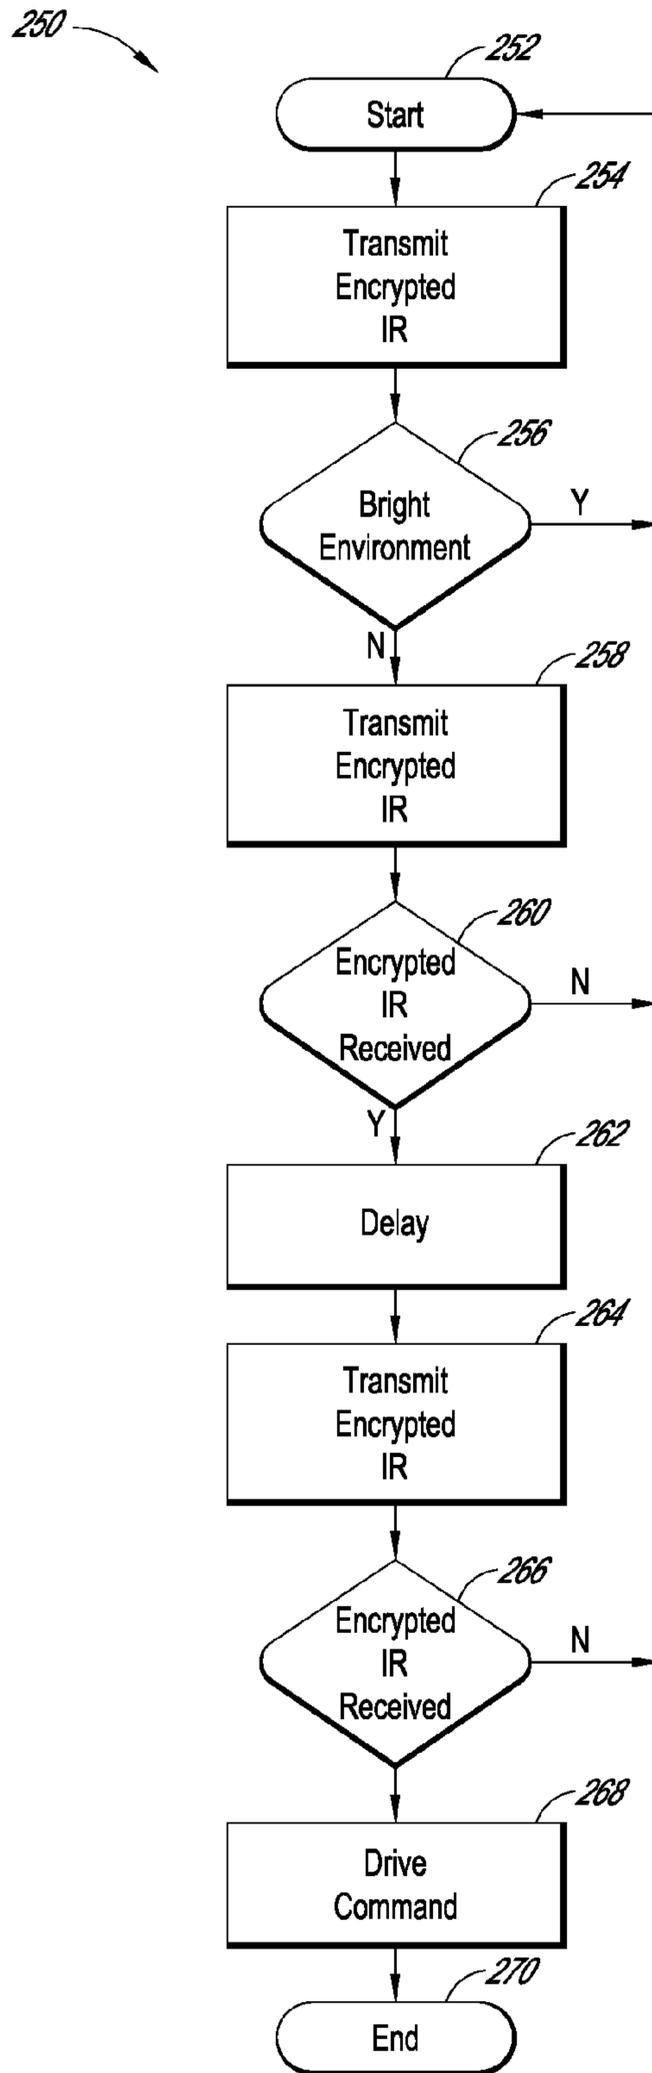 250
252
Start
254
Transmit
Encrypted
IR
256
Bright
Environment
Y
N
258
Transmit
Encrypted
IR
260
Encrypted
IR
Received
N
Y
262
Delay
264
Transmit
Encrypted
IR
266
Encrypted
IR
Received
N
268
Drive
Command
270
End